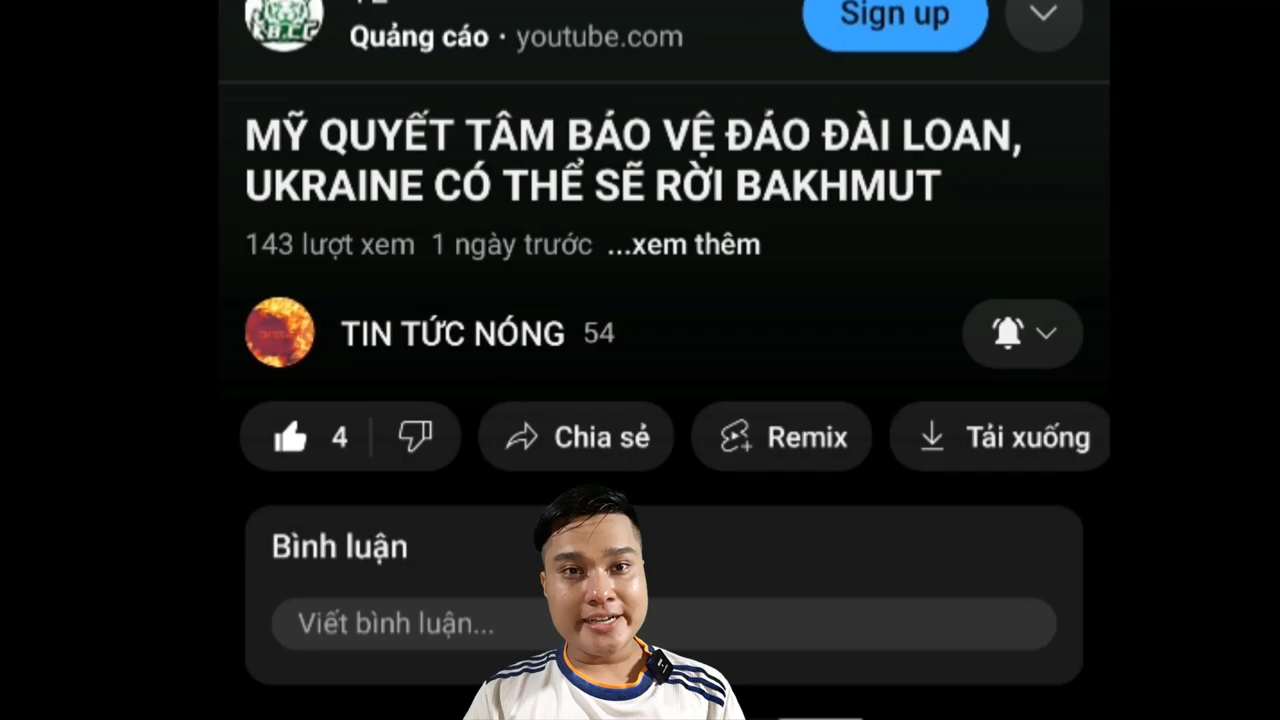 Quảng cáo · youtube.com
Sign up
MỸ QUYẾT TÂM BẢO VỆ ĐẢO ĐÀI LOAN,
UKRAINE CÓ THỂ SẼ RỜI BAKHMUT
143 lượt xem 1 ngày trước ...xem thêm
TIN TỨC NÓNG 54
4 Chia sẻ Remix Tải xuống
Bình luận
Viết bình luận...